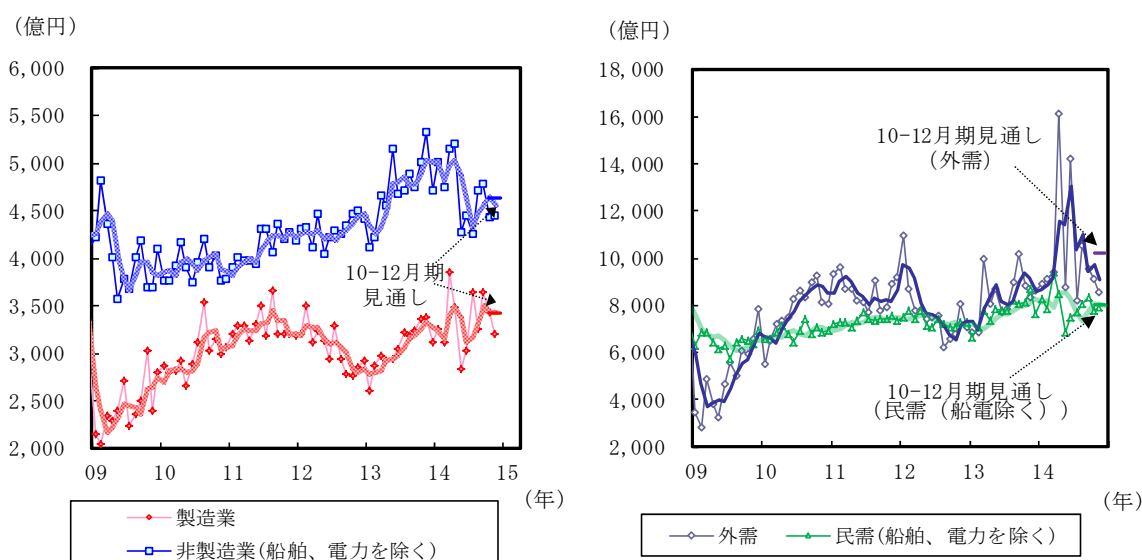 (億円)
6,000
5,500
5,000
4,500
4,000
3,500
3,000
2,500
2,000
10-12月期
見通し
09 10 11 12 13 14 15
(年)
製造業
非製造業(船舶、電力を除く)
(億円)
18,000
16,000
14,000
12,000
10,000
8,000
6,000
4,000
2,000
10-12月期見通し
(外需)
10-12月期見通し
(民需(船電除く))
09 10 11 12 13 14
(年)
外需 民需(船舶、電力を除く)